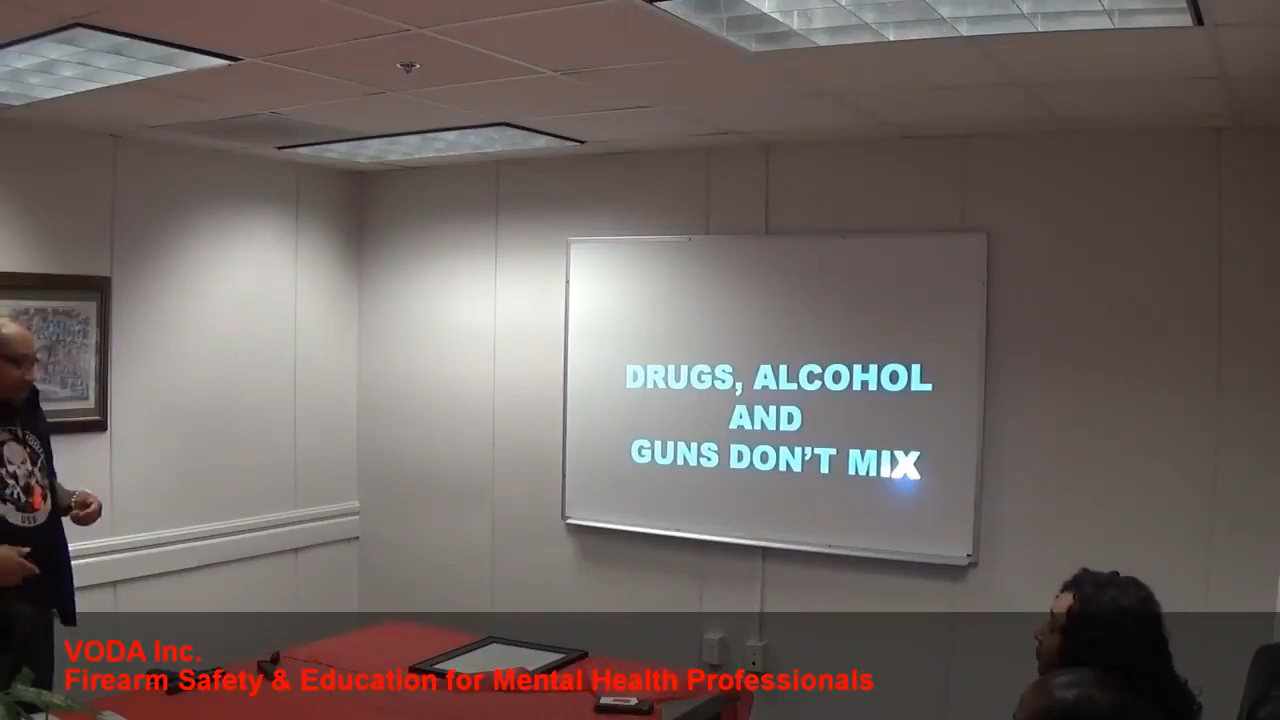 DRUGS, ALCOHOL
AND
GUNS DON'T MIX
VODA Inc.
Firearm Safety & Education for Mental Health Professionals